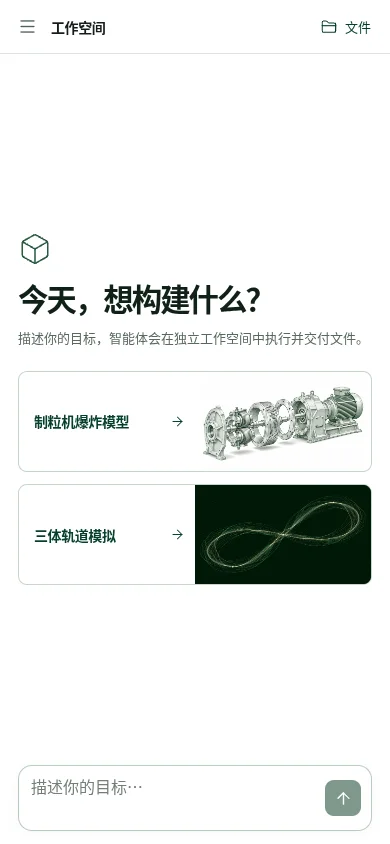 工作空间
文件
今天，想构建什么？
描述你的目标，智能体会在独立工作空间中执行并交付文件。
制粒机爆炸模型
三体轨道模拟
描述你的目标…